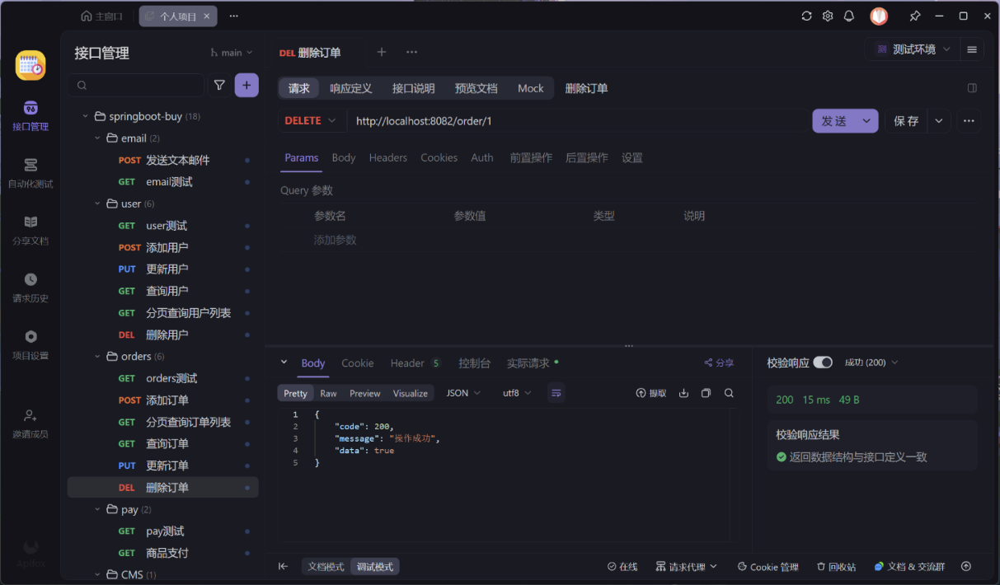 主窗口
个人项目
接口管理
main
接口管理
自动化测试
分享文档
请求历史
项目设置
邀请成员
Apifox
springboot-buy (18)
email (2)
POST 发送文本邮件
GET email测试
user (6)
GET user测试
POST 添加用户
PUT 更新用户
GET 查询用户
GET 分页查询用户列表
DEL 删除用户
orders (6)
GET orders测试
POST 添加订单
GET 分页查询订单列表
GET 查询订单
PUT 更新订单
DEL 删除订单
pay (2)
GET pay测试
GET 商品支付
CMS (1)
DEL 删除订单
测 测试环境
请求 响应定义 接口说明 预览文档 Mock 删除订单
DELETE http://localhost:8082/order/1 发送 保存
Params Body Headers Cookies Auth 前置操作 后置操作 设置
Query 参数
参数名 参数值 类型 说明
添加参数
Body Cookie Header 5 控制台 实际请求 分享
Pretty Raw Preview Visualize JSON utf8 提取
1 {
2 "code": 200,
3 "message": "操作成功",
4 "data": true
5 }
校验响应 成功 (200)
200 15 ms 49 B
校验响应结果
返回数据结构与接口定义一致
文档模式 调试模式 在线 请求代理 Cookie 管理 回收站 文档 & 交流群